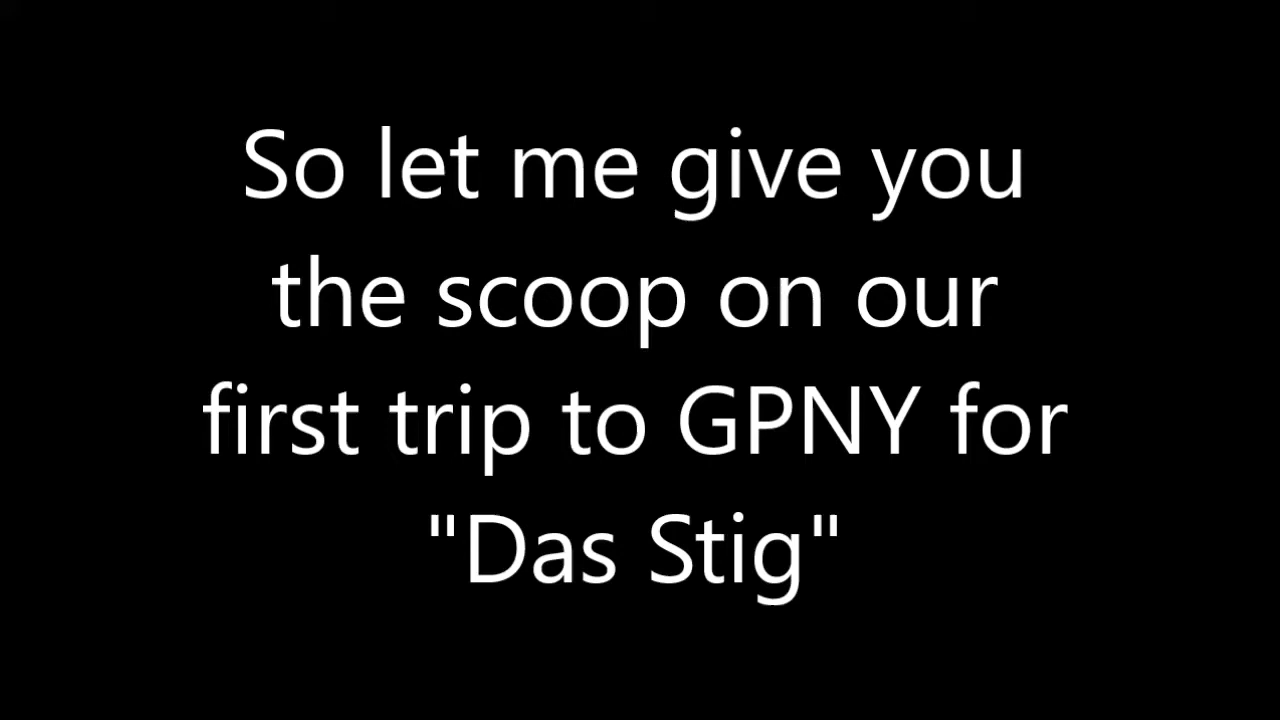 So let me give you
the scoop on our
first trip to GPNY for
"Das Stig"